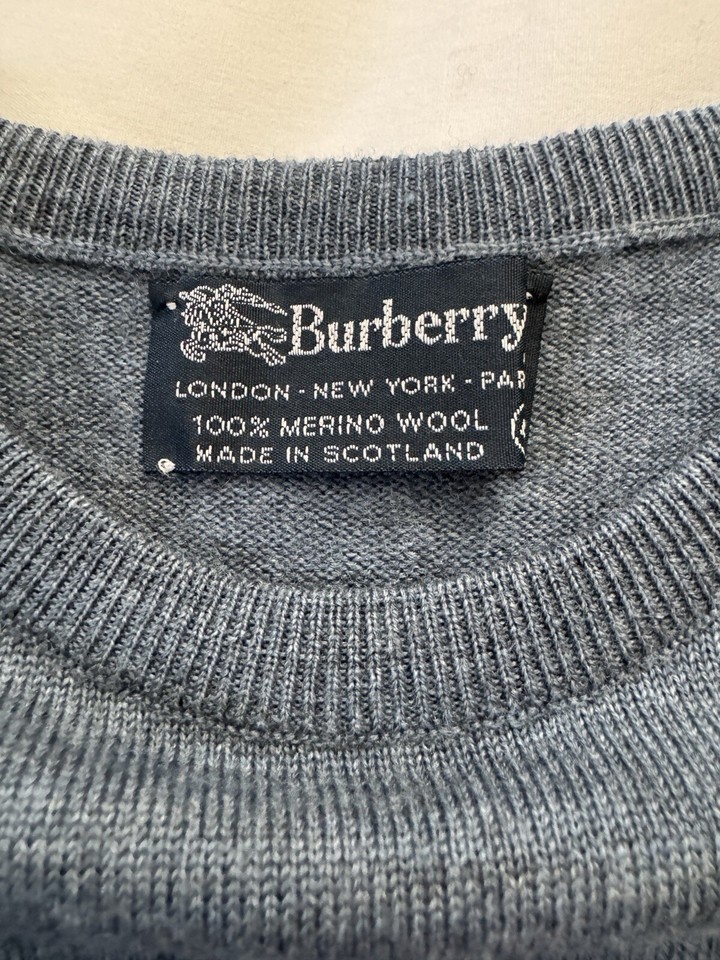 Burberry
LONDON - NEW YORK - PAR
100% MERINO WOOL
MADE IN SCOTLAND